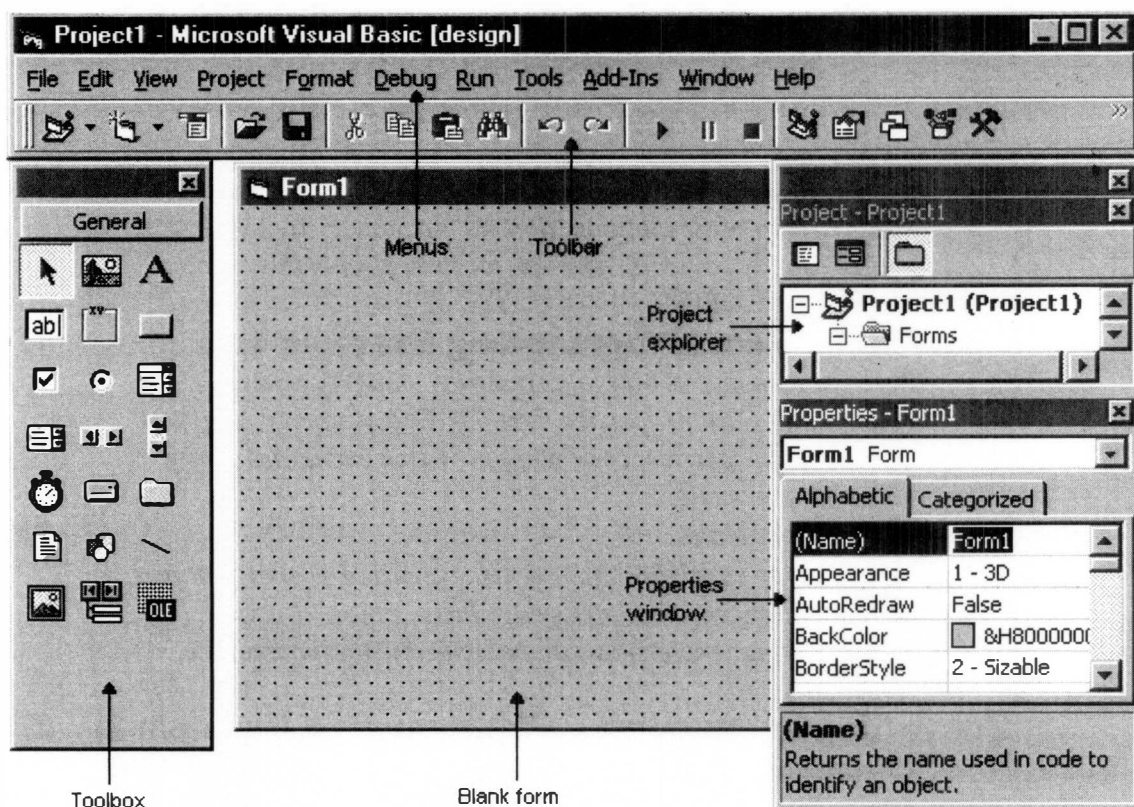 Project1 - Microsoft Visual Basic [design]
File Edit View Project Format Debug Run Tools Add-Ins Window Help
General
A
ab
xy
OLE
Form1
Menus
Toolbar
Project
explorer
Properties
window
Project - Project1
Project1 (Project1)
Forms
Properties - Form1
Form1 Form
Alphabetic Categorized
(Name) Form1
Appearance 1 - 3D
AutoRedraw False
BackColor &H8000000
BorderStyle 2 - Sizable
(Name)
Returns the name used in code to
identify an object.
Toolbox
Blank form